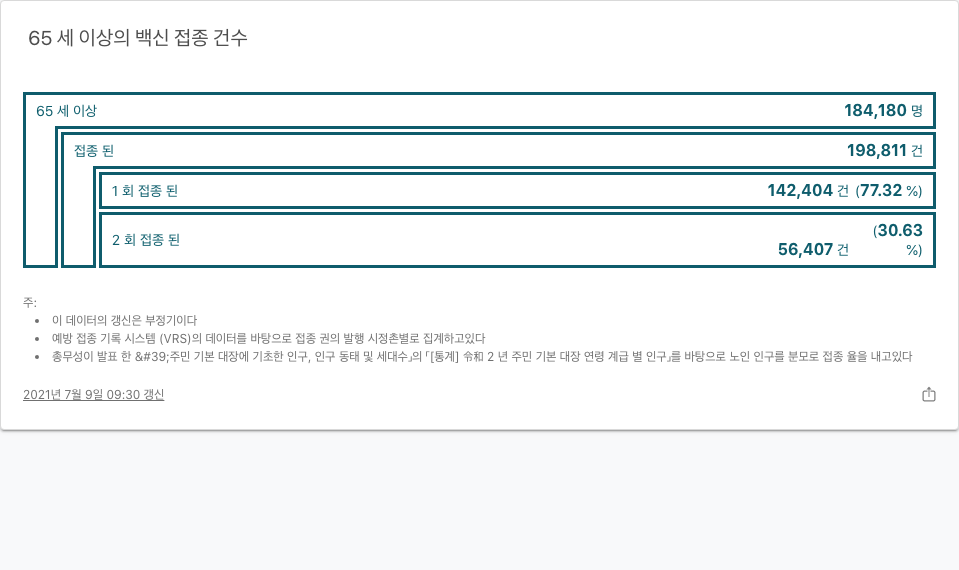 65 세 이상의 백신 접종 건수
65 세 이상 184,180 명
접종 된 198,811 건
1 회 접종 된 142,404 건 (77.32 %)
2 회 접종 된 56,407 건 (30.63 %)
주:
이 데이터의 갱신은 부정기이다
예방 접종 기록 시스템 (VRS)의 데이터를 바탕으로 접종 권의 발행 시정촌별로 집계하고있다
총무성이 발표 한 &#39;주민 기본 대장에 기초한 인구, 인구 동태 및 세대수」의 「[통계] 令和 2 년 주민 기본 대장 연령 계급 별 인구」를 바탕으로 노인 인구를 분모로 접종 율을 내고있다
2021년 7월 9일 09:30 갱신